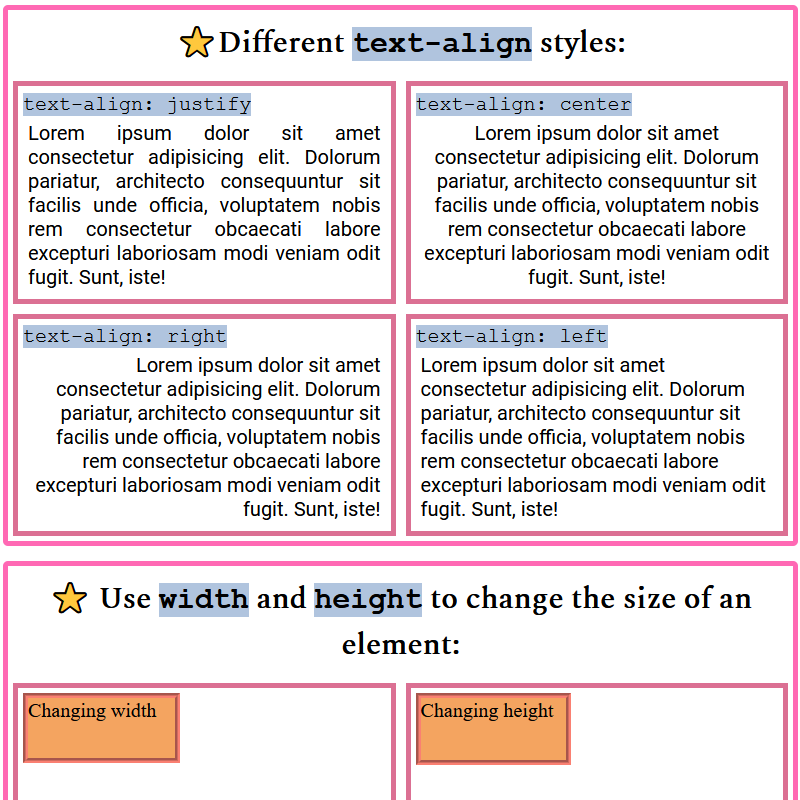 ⭐Different text-align styles:
text-align: justify
Lorem ipsum dolor sit amet
consectetur adipisicing elit. Dolorum
pariatur, architecto consequuntur sit
facilis unde officia, voluptatem nobis
rem consectetur obcaecati labore
excepturi laboriosam modi veniam odit
fugit. Sunt, iste!
text-align: center
Lorem ipsum dolor sit amet
consectetur adipisicing elit. Dolorum
pariatur, architecto consequuntur sit
facilis unde officia, voluptatem nobis
rem consectetur obcaecati labore
excepturi laboriosam modi veniam odit
fugit. Sunt, iste!
text-align: right
Lorem ipsum dolor sit amet
consectetur adipisicing elit. Dolorum
pariatur, architecto consequuntur sit
facilis unde officia, voluptatem nobis
rem consectetur obcaecati labore
excepturi laboriosam modi veniam odit
fugit. Sunt, iste!
text-align: left
Lorem ipsum dolor sit amet
consectetur adipisicing elit. Dolorum
pariatur, architecto consequuntur sit
facilis unde officia, voluptatem nobis
rem consectetur obcaecati labore
excepturi laboriosam modi veniam odit
fugit. Sunt, iste!
⭐ Use width and height to change the size of an
element:
Changing width
Changing height